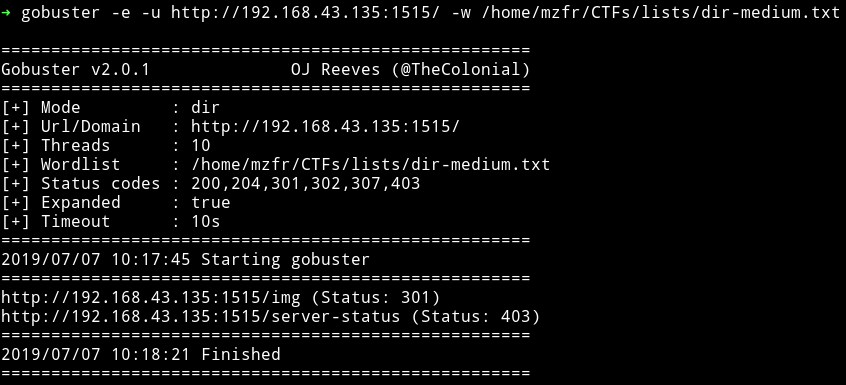 ➜ gobuster -e -u http://192.168.43.135:1515/ -w /home/mzfr/CTFs/lists/dir-medium.txt
=====================================================
Gobuster v2.0.1              OJ Reeves (@TheColonial)
=====================================================
[+] Mode         : dir
[+] Url/Domain   : http://192.168.43.135:1515/
[+] Threads      : 10
[+] Wordlist     : /home/mzfr/CTFs/lists/dir-medium.txt
[+] Status codes : 200,204,301,302,307,403
[+] Expanded     : true
[+] Timeout      : 10s
=====================================================
2019/07/07 10:17:45 Starting gobuster
=====================================================
http://192.168.43.135:1515/img (Status: 301)
http://192.168.43.135:1515/server-status (Status: 403)
=====================================================
2019/07/07 10:18:21 Finished
=====================================================